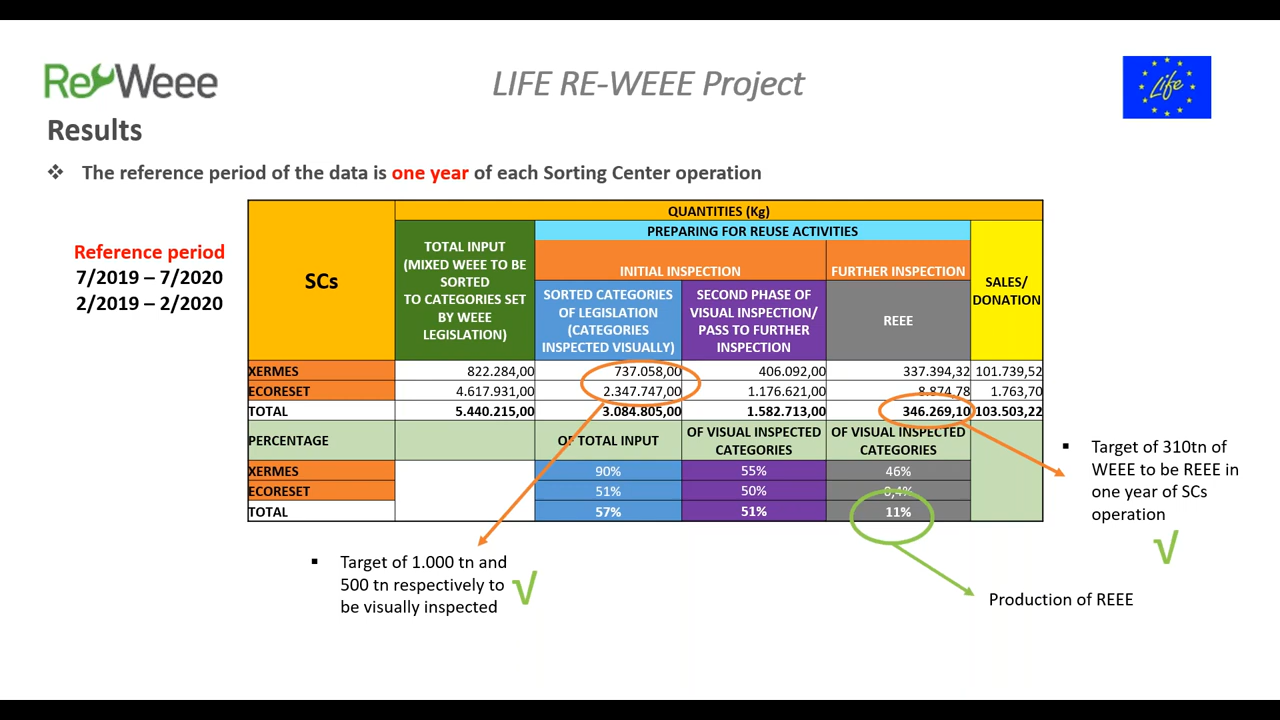 Re Weee
LIFE RE-WEEE Project
Life
Results
❖ The reference period of the data is one year of each Sorting Center operation
Reference period
7/2019 – 7/2020
2/2019 – 2/2020
SCs
QUANTITIES (Kg)
TOTAL INPUT
(MIXED WEEE TO BE
SORTED
TO CATEGORIES SET
BY WEEE
LEGISLATION)
PREPARING FOR REUSE ACTIVITIES
INITIAL INSPECTION
FURTHER INSPECTION
SORTED CATEGORIES
OF LEGISLATION
(CATEGORIES
INSPECTED VISUALLY)
SECOND PHASE OF
VISUAL INSPECTION/
PASS TO FURTHER
INSPECTION
REEE
SALES/
DONATION
XERMES 822.284,00 737.058,00 406.092,00 337.394,32 101.739,52
ECORESET 4.617.931,00 2.347.747,00 1.176.621,00 8.874,78 1.763,70
TOTAL 5.440.215,00 3.084.805,00 1.582.713,00 346.269,10 103.503,22
PERCENTAGE
OF TOTAL INPUT
OF VISUAL INSPECTED
CATEGORIES
OF VISUAL INSPECTED
CATEGORIES
XERMES 90% 55% 46%
ECORESET 51% 50% 0,4%
TOTAL 57% 51% 11%
▪ Target of 310tn of
WEEE to be REEE in
one year of SCs
operation
√
▪ Target of 1.000 tn and
500 tn respectively to
be visually inspected
√
Production of REEE